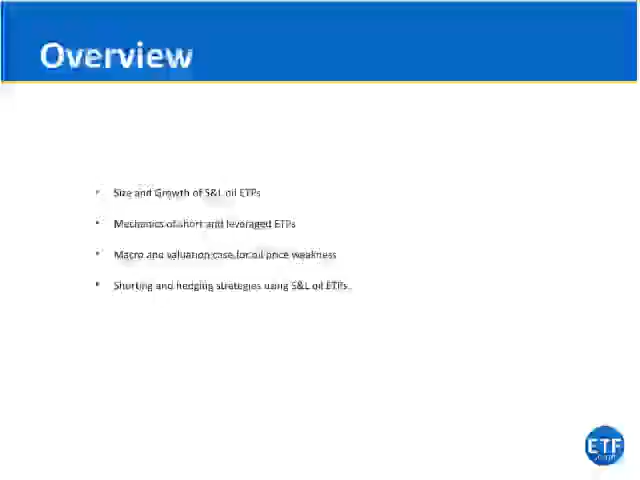 Overview
• Size and Growth of S&L oil ETPs
• Mechanics of short and leveraged ETPs
• Macro and valuation case for oil price weakness
• Shorting and hedging strategies using S&L oil ETPs.
ETF